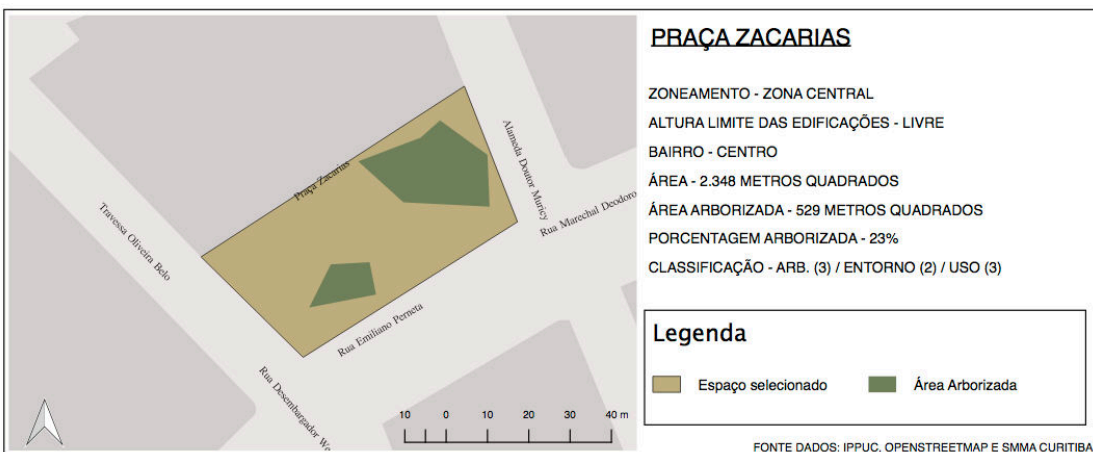 PRAÇA ZACARIAS
ZONEAMENTO - ZONA CENTRAL
ALTURA LIMITE DAS EDIFICAÇÕES - LIVRE
BAIRRO - CENTRO
ÁREA - 2.348 METROS QUADRADOS
ÁREA ARBORIZADA - 529 METROS QUADRADOS
PORCENTAGEM ARBORIZADA - 23%
CLASSIFICAÇÃO - ARB. (3) / ENTORNO (2) / USO (3)
Praça Zacarias
Alameda Doutor Muricy
Rua Marechal Deodoro
Travessa Oliveira Belo
Rua Emiliano Perneta
Rua Desembargador We
10 0 10 20 30 40 m
Legenda
Espaço selecionado
Área Arborizada
FONTE DADOS: IPPUC, OPENSTREETMAP E SMMA CURITIBA